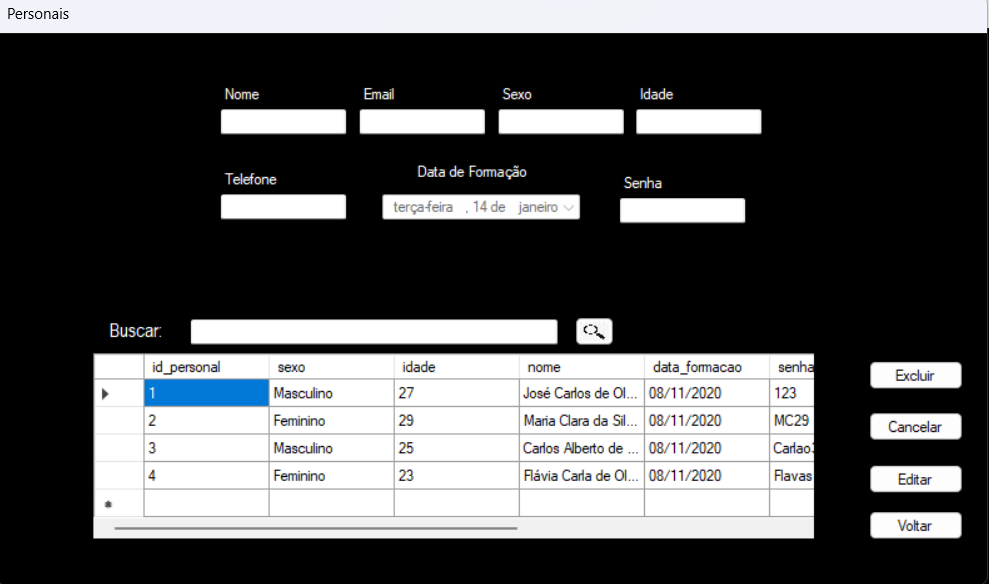 Personais
Nome Email Sexo Idade
Telefone Data de Formação Senha
terça-feira , 14 de janeiro
Buscar:
id_personal sexo idade nome data_formacao senha
1 Masculino 27 José Carlos de Ol... 08/11/2020 123
2 Feminino 29 Maria Clara da Sil... 08/11/2020 MC29
3 Masculino 25 Carlos Alberto de ... 08/11/2020 Carlao3
4 Feminino 23 Flávia Carla de Ol... 08/11/2020 Flavas
Excluir
Cancelar
Editar
Voltar